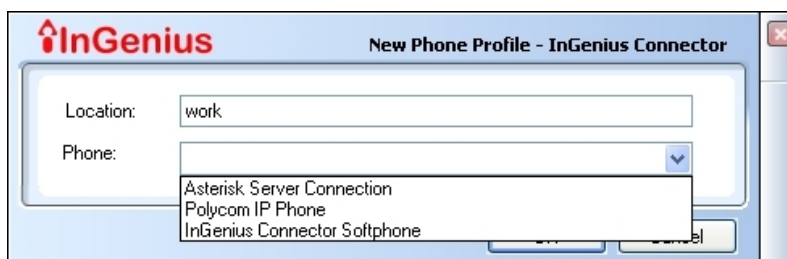 InGenius
New Phone Profile - InGenius Connector
Location:
work
Phone:
Asterisk Server Connection
Polycom IP Phone
InGenius Connector Softphone